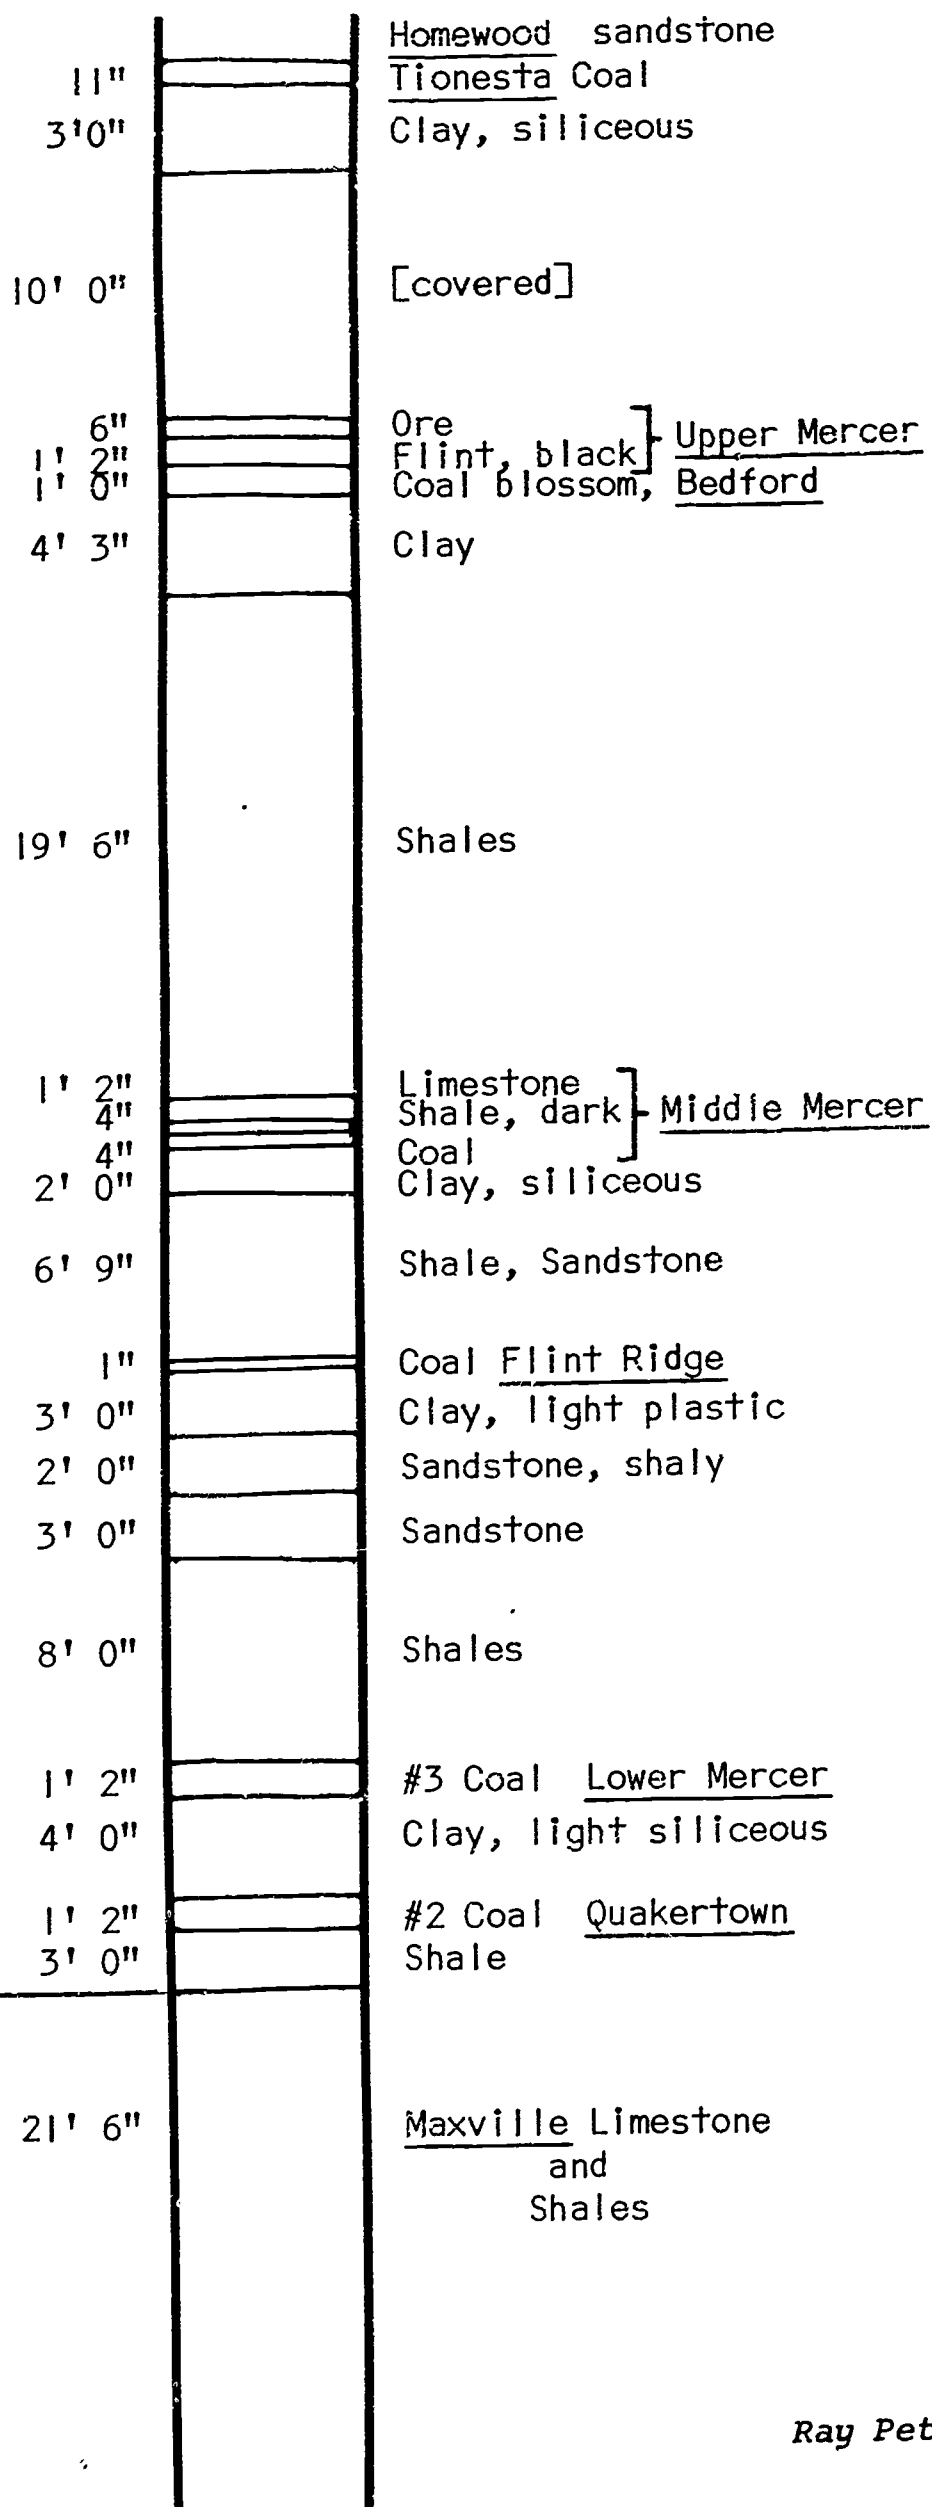 Homewood sandstone
11" Tionesta Coal
3'0" Clay, siliceous
10' 0" [covered]
6" Ore
1' 2" Flint, black Upper Mercer
1' 0" Coal blossom, Bedford
4' 3" Clay
19' 6" Shales
1' 2" Limestone
4" Shale, dark Middle Mercer
4" Coal
2' 0" Clay, siliceous
6' 9" Shale, Sandstone
1" Coal Flint Ridge
3' 0" Clay, light plastic
2' 0" Sandstone, shaly
3' 0" Sandstone
8' 0" Shales
1' 2" #3 Coal Lower Mercer
4' 0" Clay, light siliceous
1' 2" #2 Coal Quakertown
3' 0" Shale
21' 6" Maxville Limestone
and
Shales
Ray Pet